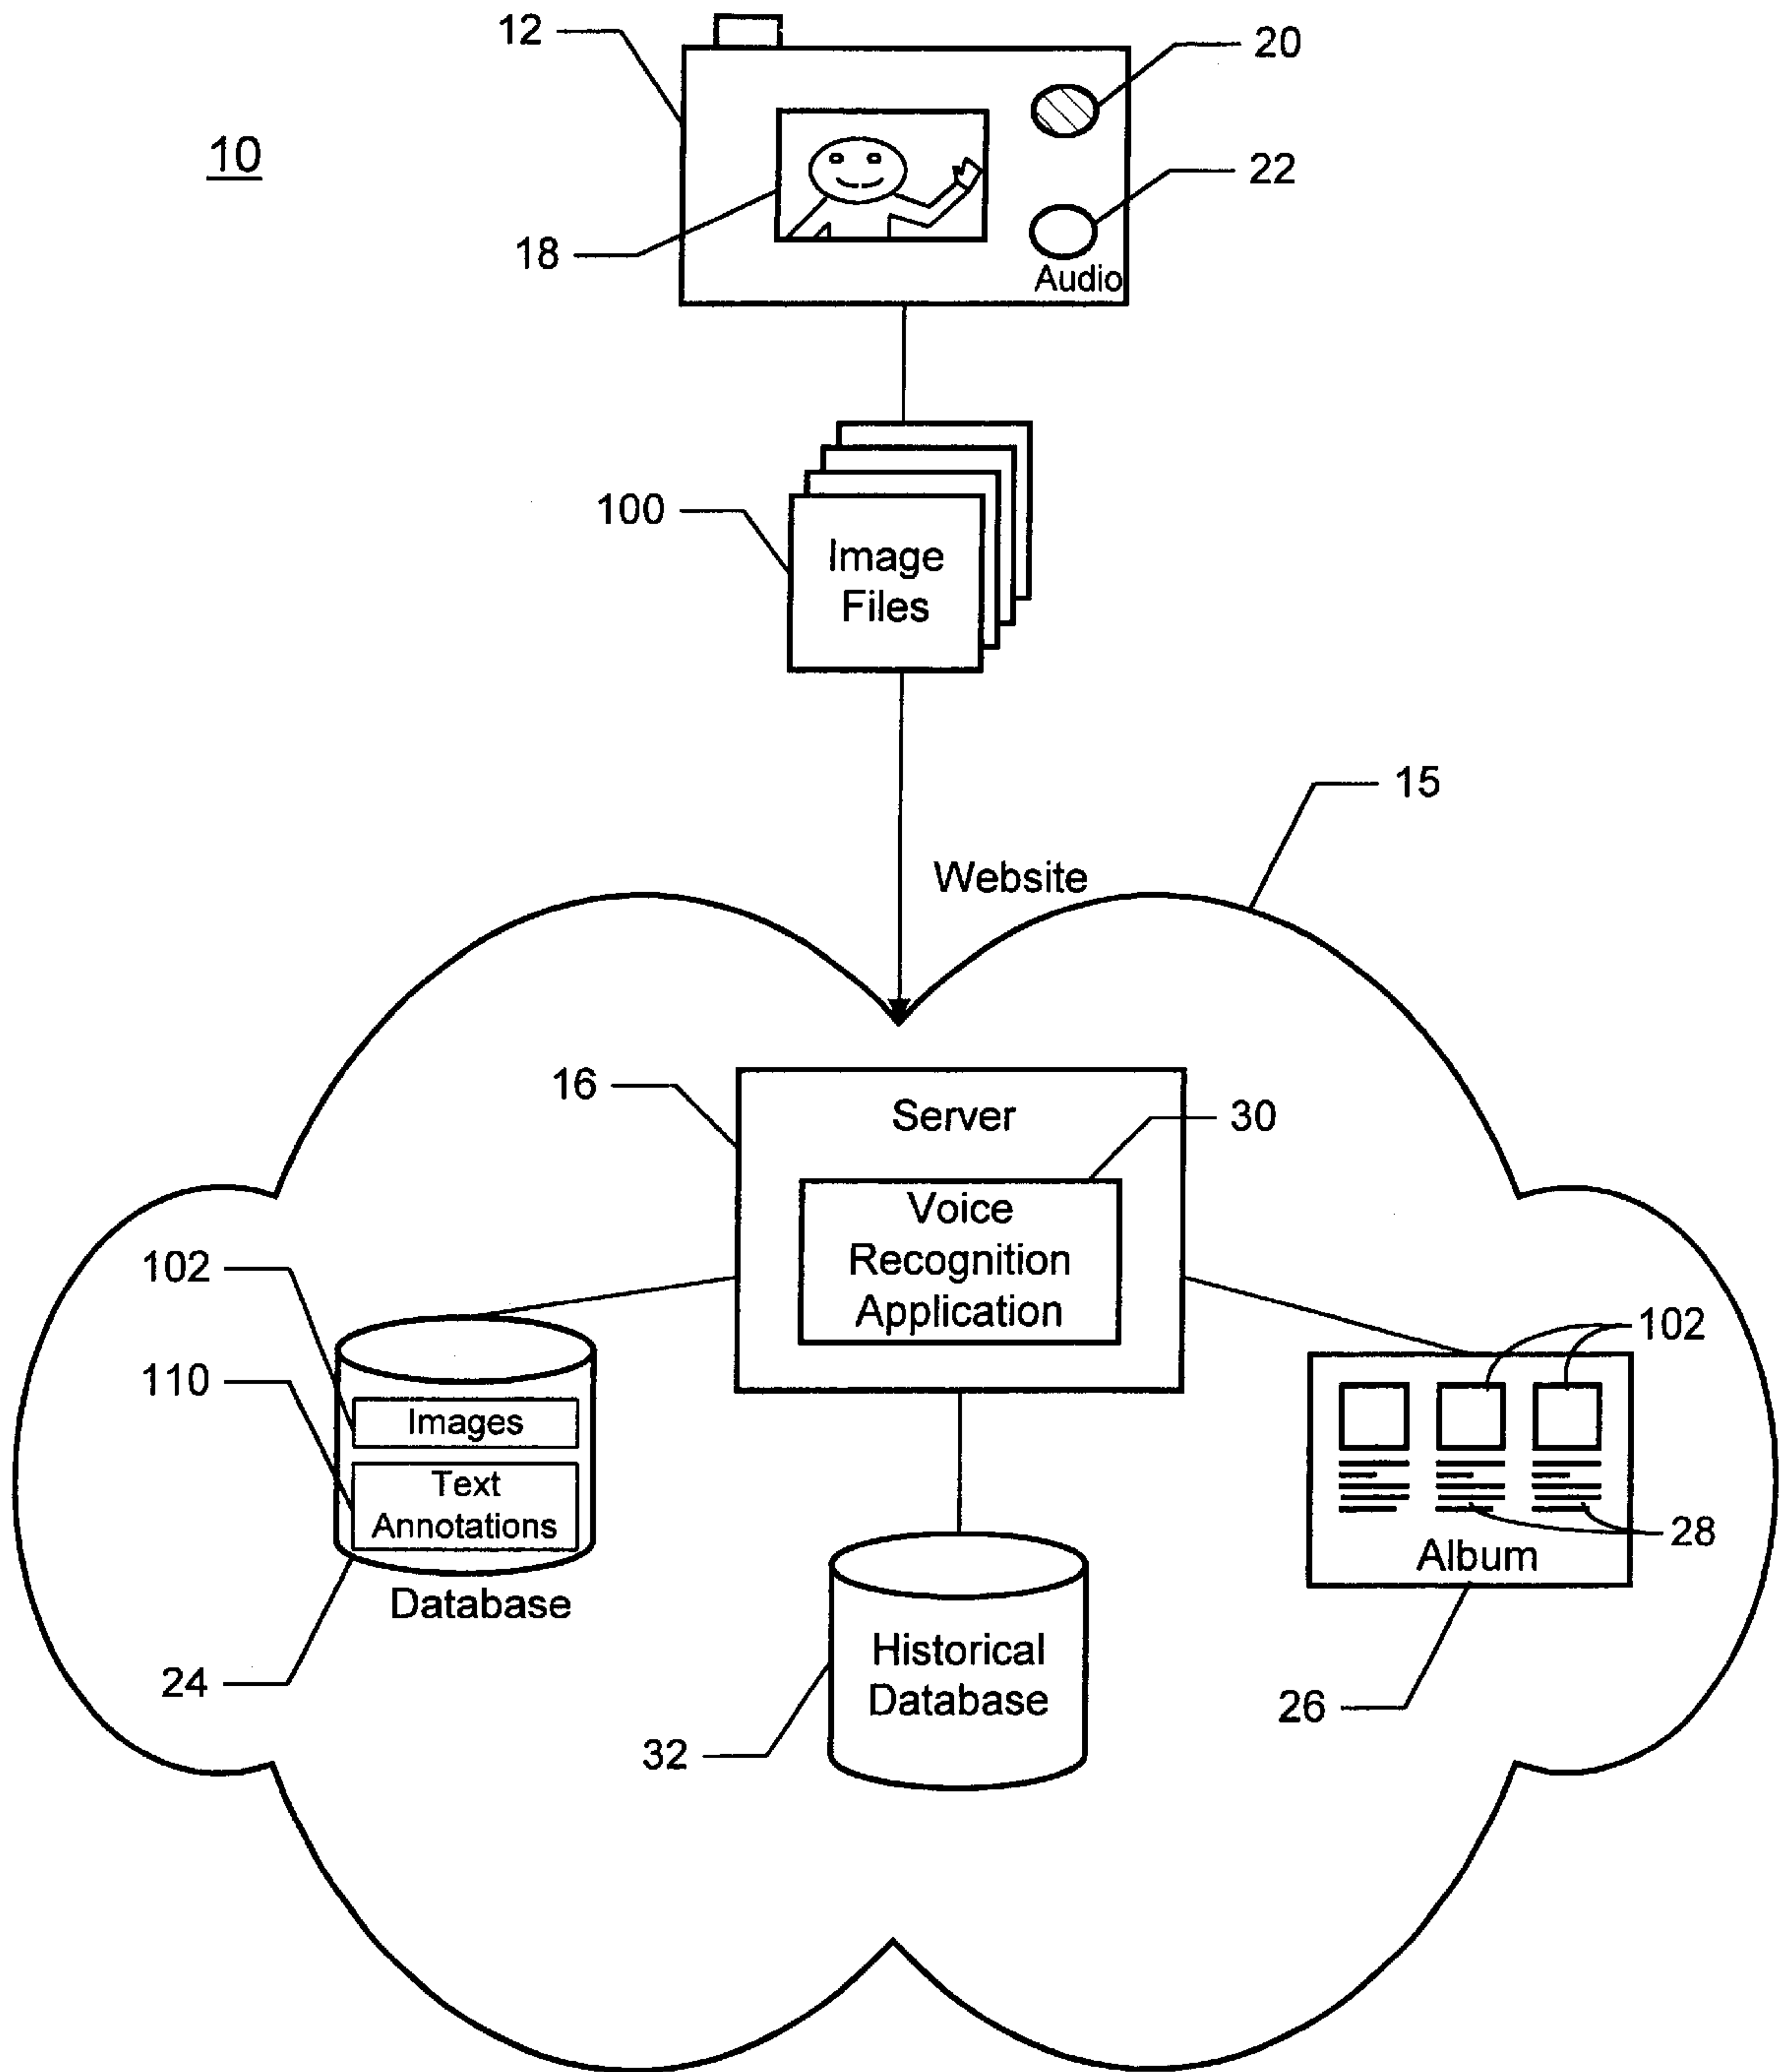 12
20
10
22
18
Audio
100
Image
Files
15
Website
16
Server
30
Voice
Recognition
Application
102
102
110
Images
Text
Annotations
28
Album
Database
24
Historical
Database
26
32